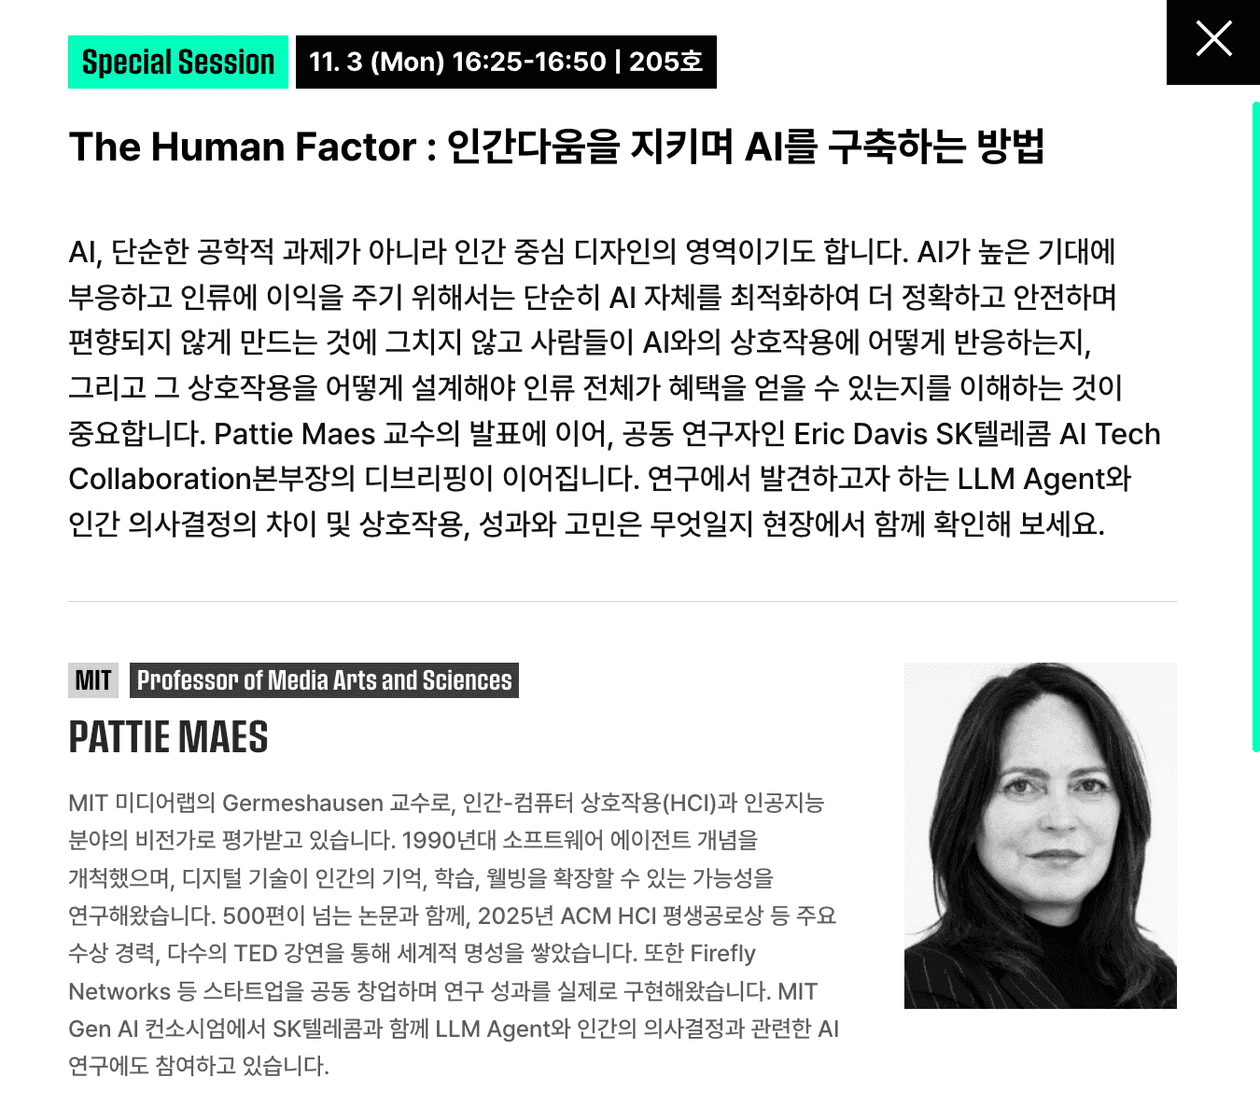 Special Session 11. 3 (Mon) 16:25-16:50 | 205호
The Human Factor : 인간다움을 지키며 AI를 구축하는 방법
AI, 단순한 공학적 과제가 아니라 인간 중심 디자인의 영역이기도 합니다. AI가 높은 기대에
부응하고 인류에 이익을 주기 위해서는 단순히 AI 자체를 최적화하여 더 정확하고 안전하며
편향되지 않게 만드는 것에 그치지 않고 사람들이 AI와의 상호작용에 어떻게 반응하는지,
그리고 그 상호작용을 어떻게 설계해야 인류 전체가 혜택을 얻을 수 있는지를 이해하는 것이
중요합니다. Pattie Maes 교수의 발표에 이어, 공동 연구자인 Eric Davis SK텔레콤 AI Tech
Collaboration본부장의 디브리핑이 이어집니다. 연구에서 발견하고자 하는 LLM Agent와
인간 의사결정의 차이 및 상호작용, 성과와 고민은 무엇일지 현장에서 함께 확인해 보세요.
MIT Professor of Media Arts and Sciences
PATTIE MAES
MIT 미디어랩의 Germeshausen 교수로, 인간-컴퓨터 상호작용(HCI)과 인공지능
분야의 비전가로 평가받고 있습니다. 1990년대 소프트웨어 에이전트 개념을
개척했으며, 디지털 기술이 인간의 기억, 학습, 웰빙을 확장할 수 있는 가능성을
연구해왔습니다. 500편이 넘는 논문과 함께, 2025년 ACM HCI 평생공로상 등 주요
수상 경력, 다수의 TED 강연을 통해 세계적 명성을 쌓았습니다. 또한 Firefly
Networks 등 스타트업을 공동 창업하며 연구 성과를 실제로 구현해왔습니다. MIT
Gen AI 컨소시엄에서 SK텔레콤과 함께 LLM Agent와 인간의 의사결정과 관련한 AI
연구에도 참여하고 있습니다.